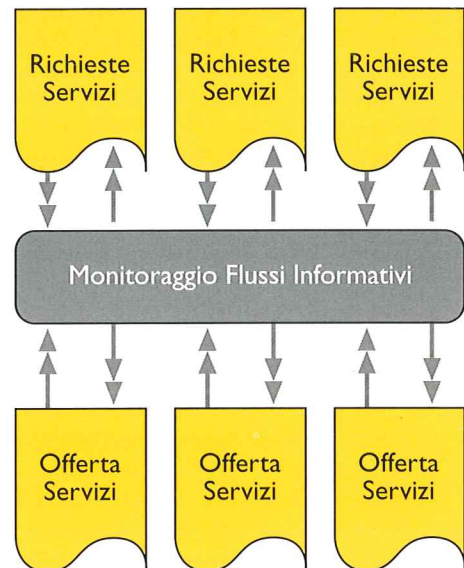 Richieste
Servizi
Richieste
Servizi
Richieste
Servizi
Monitoraggio Flussi Informativi
Offerta
Servizi
Offerta
Servizi
Offerta
Servizi